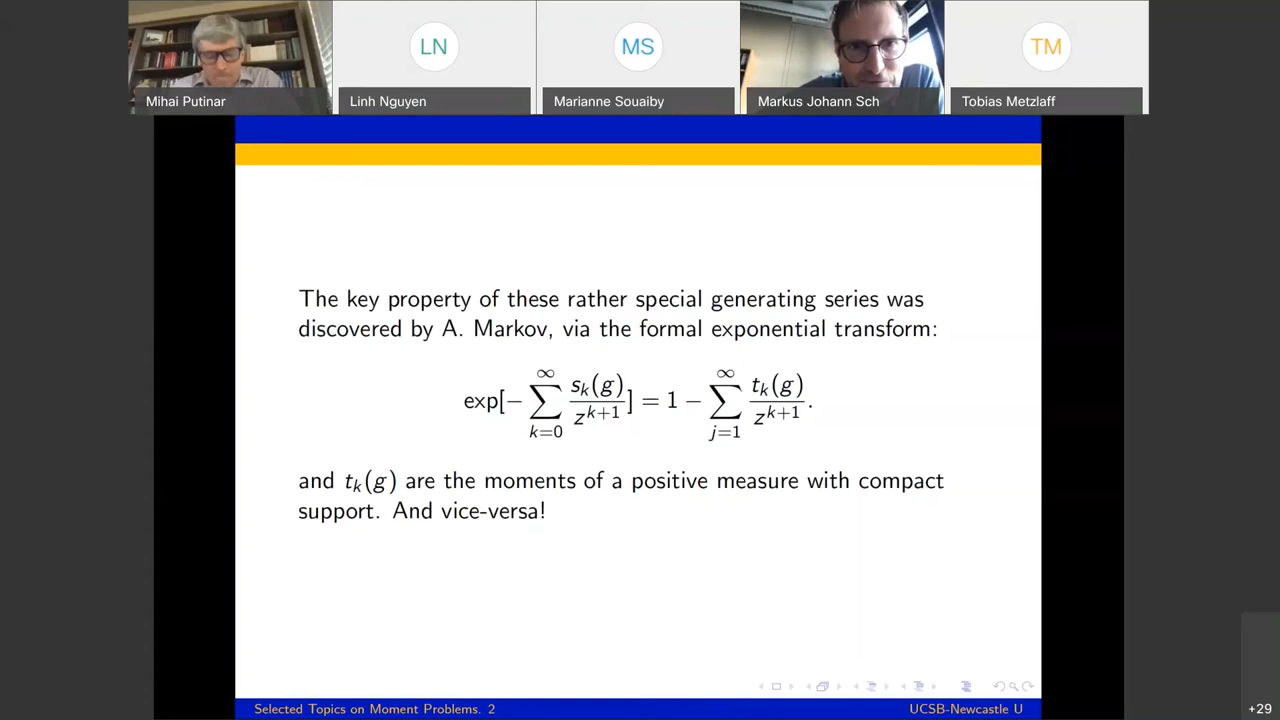 LN
MS
TM
Mihai Putinar
Linh Nguyen
Marianne Souaiby
Markus Johann Sch
Tobias Metzlaff
The key property of these rather special generating series was
discovered by A. Markov, via the formal exponential transform:
exp[− ∑_{k=0}^{∞} s_k(g)/z^{k+1}] = 1 − ∑_{j=1}^{∞} t_k(g)/z^{k+1}.
and t_k(g) are the moments of a positive measure with compact
support. And vice-versa!
Selected Topics on Moment Problems. 2
UCSB-Newcastle U
+29